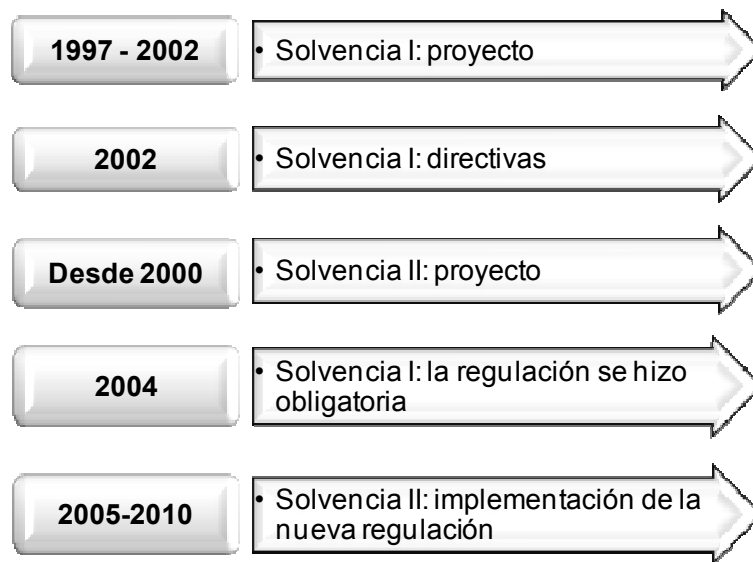 1997 - 2002
• Solvencia I: proyecto
2002
• Solvencia I: directivas
Desde 2000
• Solvencia II: proyecto
2004
• Solvencia I: la regulación se hizo
obligatoria
2005-2010
• Solvencia II: implementación de la
nueva regulación